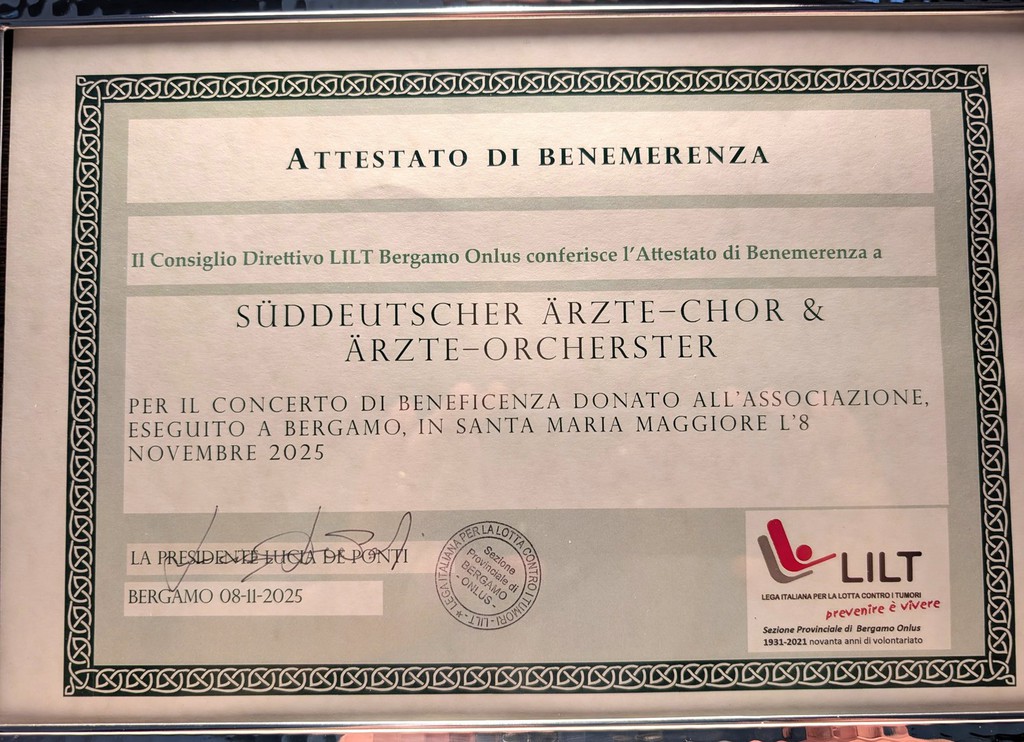 ATTESTATO DI BENEMERENZA
Il Consiglio Direttivo LILT Bergamo Onlus conferisce l'Attestato di Benemerenza a
SÜDDEUTSCHER ÄRZTE-CHOR &
ÄRZTE-ORCHERSTER
PER IL CONCERTO DI BENEFICENZA DONATO ALL'ASSOCIAZIONE,
ESEGUITO A BERGAMO, IN SANTA MARIA MAGGIORE L'8
NOVEMBRE 2025
LA PRESIDENTE LUCIA DE PONTI
BERGAMO 08-11-2025
LEGA ITALIANA PER LA LOTTA CONTRO I TUMORI - LILT - *
Sezione
Provinciale di
BERGAMO
- ONLUS -
LILT
LEGA ITALIANA PER LA LOTTA CONTRO I TUMORI
prevenire è vivere
Sezione Provinciale di Bergamo Onlus
1931-2021 novanta anni di volontariato